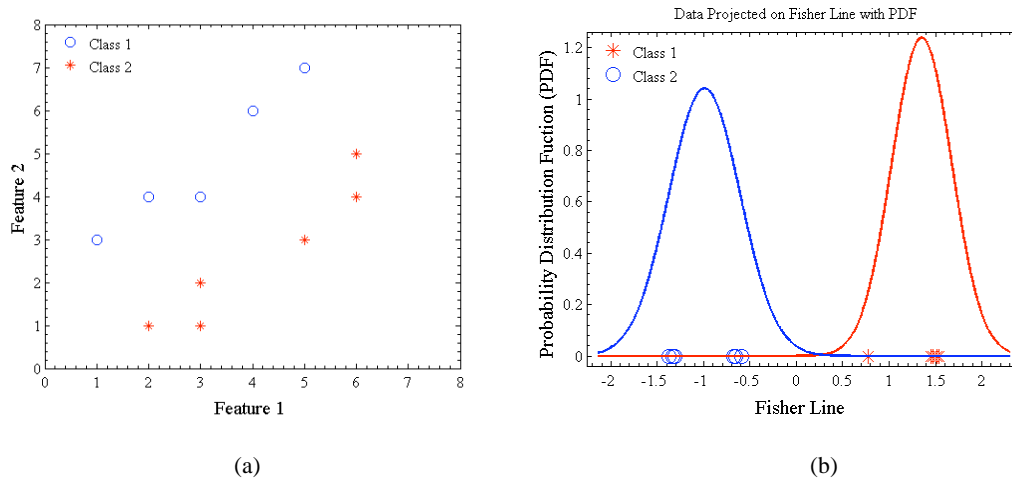 Class 1
Class 2
8
7
6
5
4
3
2
1
0
0 1 2 3 4 5 6 7 8
Feature 2
Feature 1
(a)
Data Projected on Fisher Line with PDF
Class 1
Class 2
1.2
1
0.8
0.6
0.4
0.2
0
-2 -1.5 -1 -0.5 0 0.5 1 1.5 2
Probability Distribution Fuction (PDF)
Fisher Line
(b)